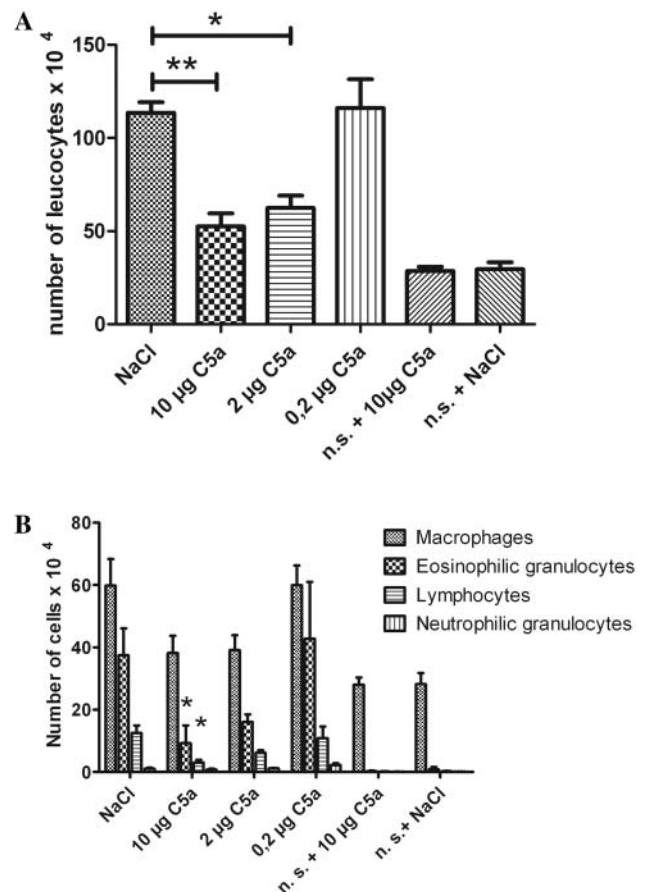 A
number of leucocytes x 10 4
150
100
50
0
*
**
NaCl
10 µg C5a
2 µg C5a
0,2 µg C5a
n.s. + 10µg C5a
n.s. + NaCl
B
Number of cells x 10 4
80
60
40
20
0
*
*
Macrophages
Eosinophilic granulocytes
Lymphocytes
Neutrophilic granulocytes
NaCl
10 µg C5a
2 µg C5a
0,2 µg C5a
n. s. + 10 µg C5a
n. s.+ NaCl